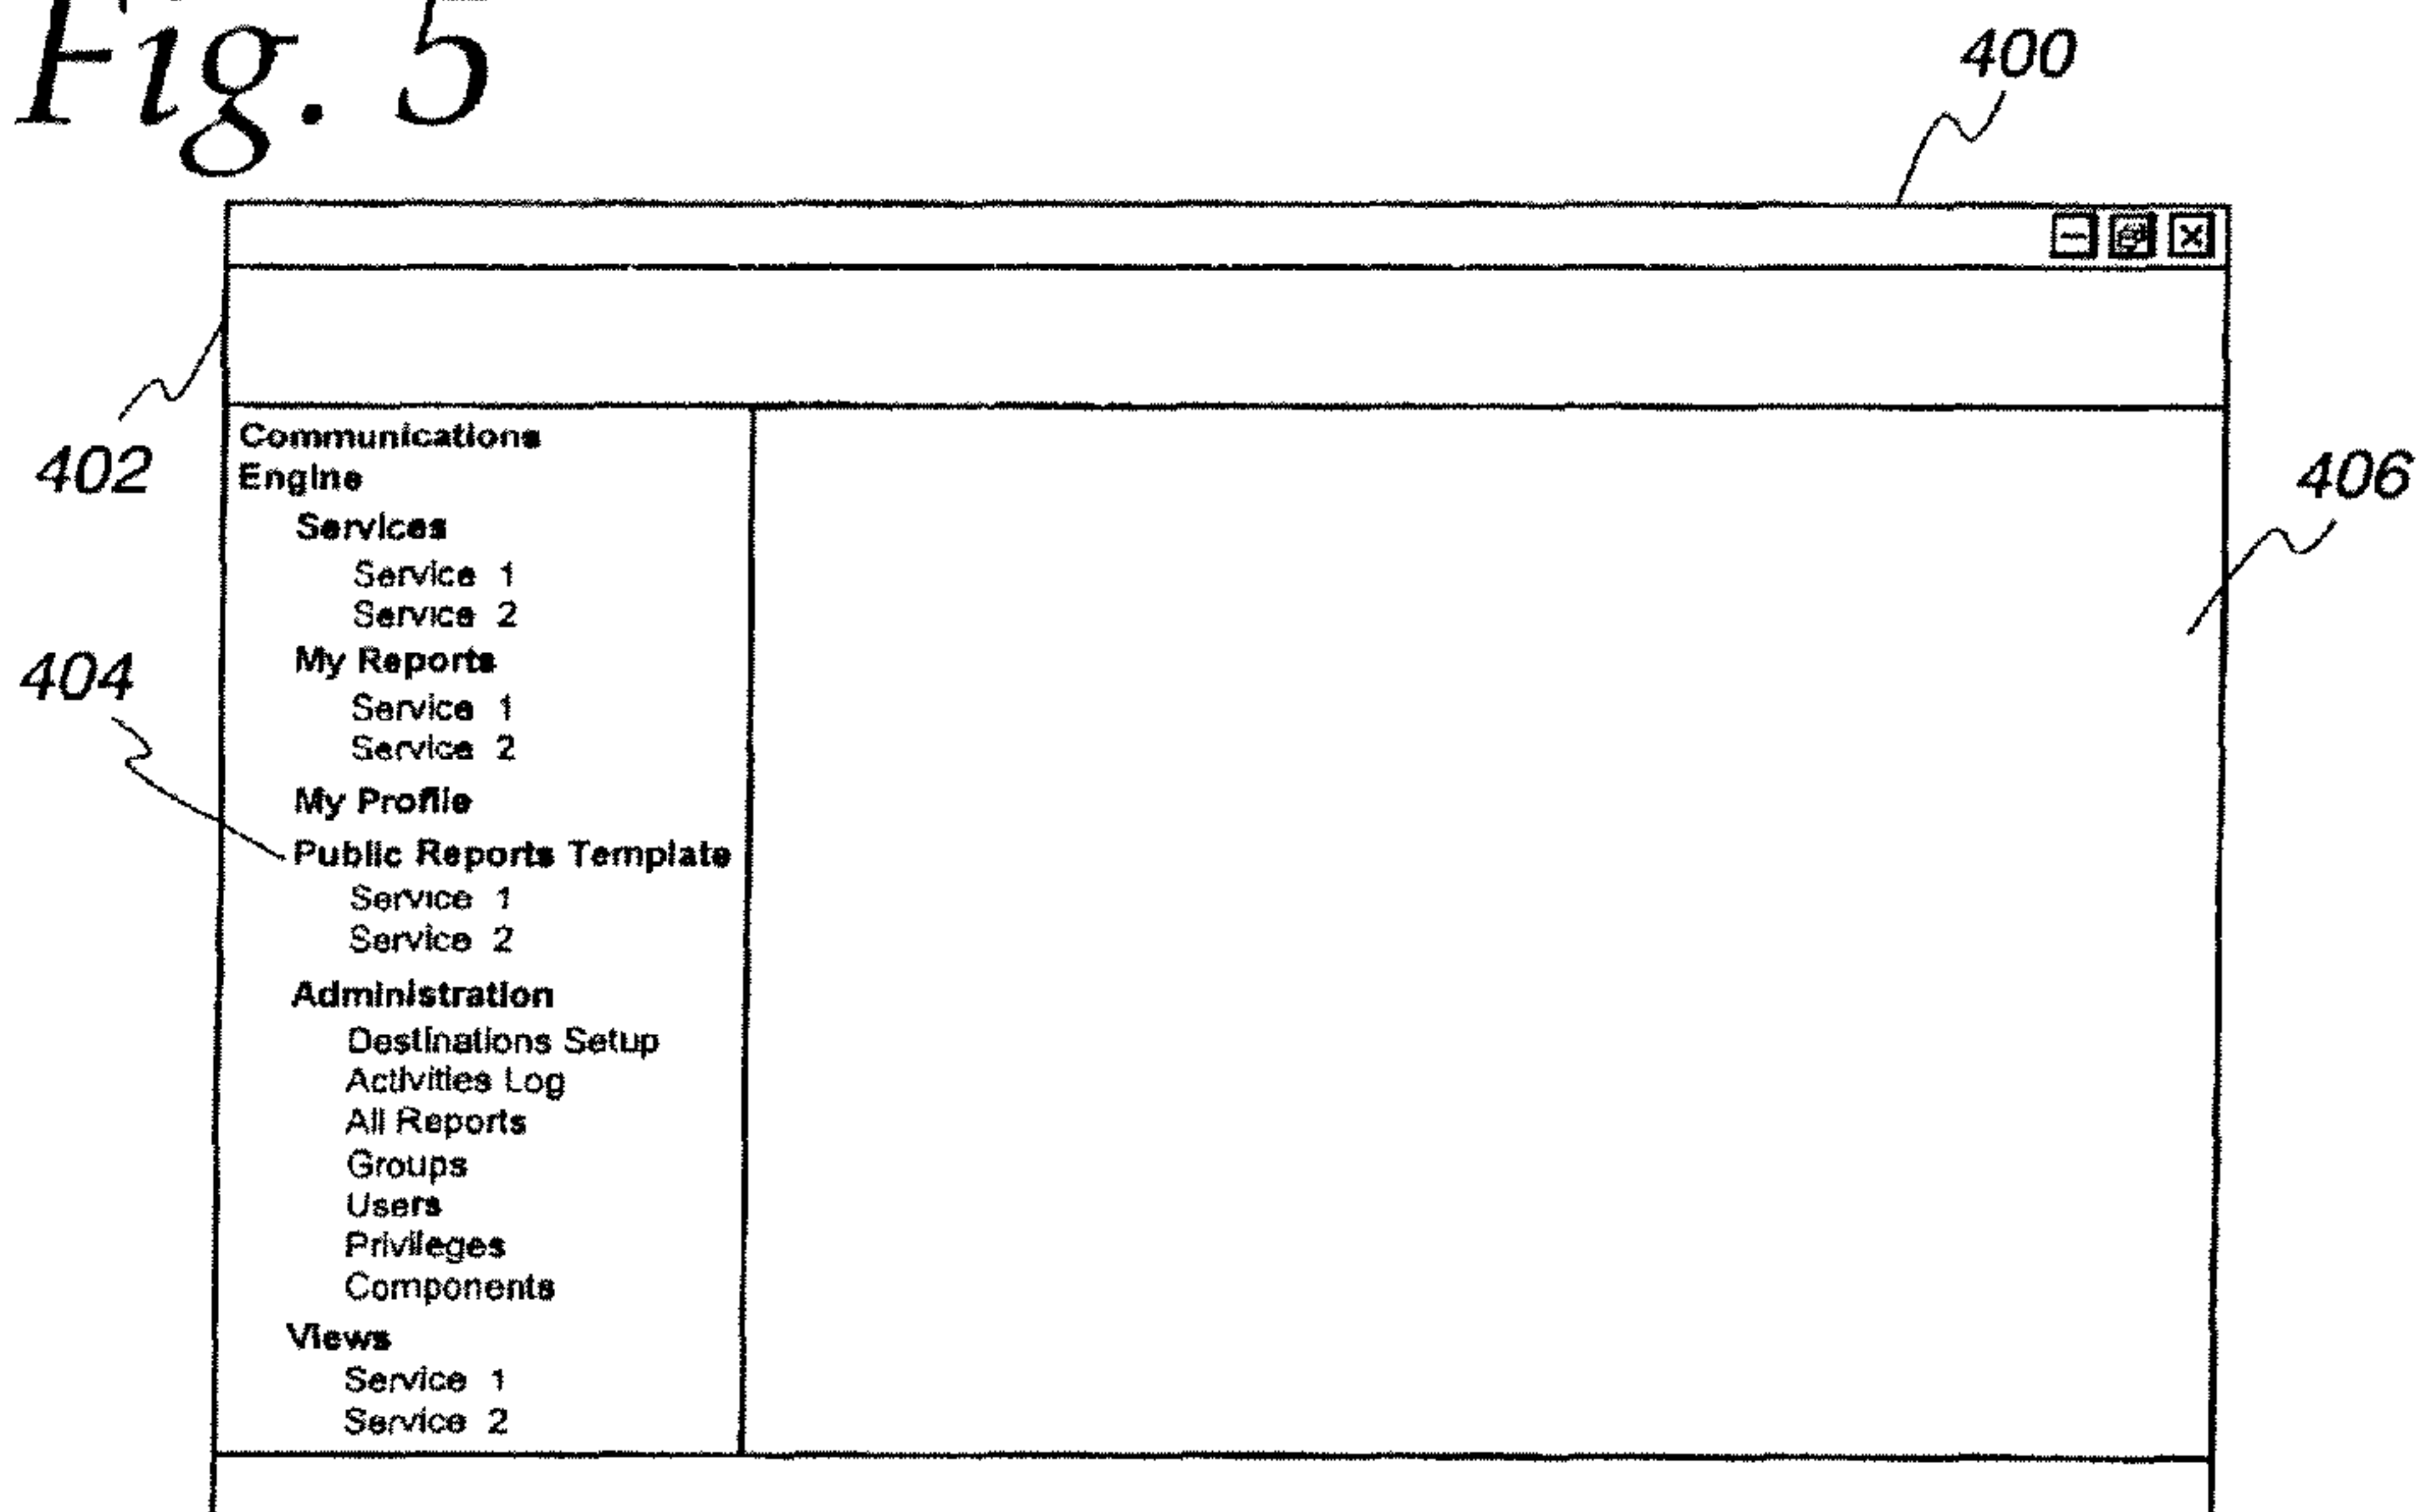 Fig. 5
400
402
Communications
Engine
Services
Service 1
Service 2
406
My Reports
404
Service 1
Service 2
My Profile
Public Reports Template
Service 1
Service 2
Administration
Destinations Setup
Activities Log
All Reports
Groups
Users
Privileges
Components
Views
Service 1
Service 2